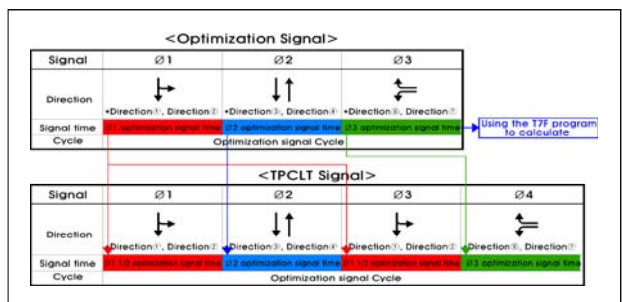 <Optimization Signal>
Signal Ø1 Ø2 Ø3
Direction
•Direction①, Direction② •Direction③, Direction④ •Direction⑥, Direction⑦
Signal time Ø1 optimization signal time Ø2 optimization signal time Ø3 optimization signal time
Using the T7F program
to calculate
Cycle Optimization signal Cycle
<TPCLT Signal>
Signal Ø1 Ø2 Ø3 Ø4
Direction
Direction①, Direction② Direction③, Direction④ Direction①, Direction② Direction⑥, Direction⑦
Signal time Ø1 1/2 optimization signal time Ø2 optimization signal time Ø1 1/2 optimization signal time Ø3 optimization signal time
Cycle Optimization signal Cycle